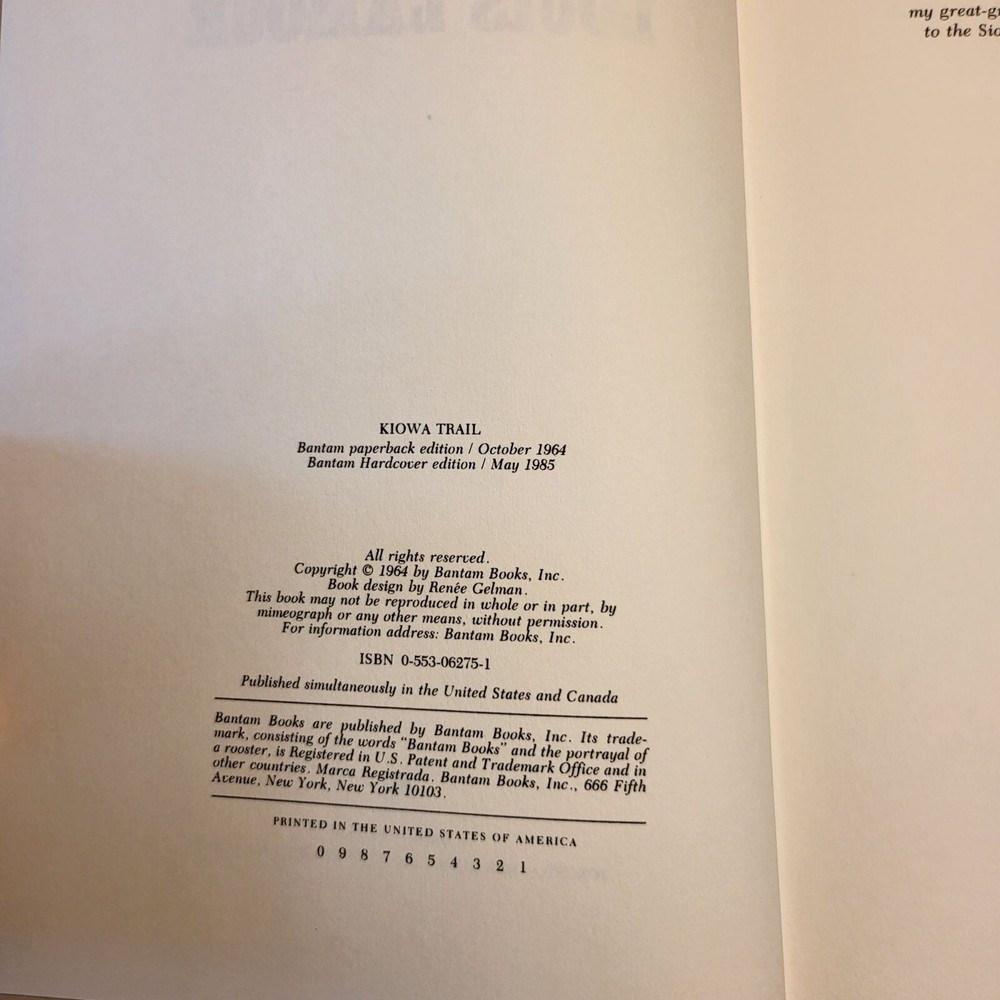 KIOWA TRAIL
Bantam paperback edition / October 1964
Bantam Hardcover edition / May 1985
All rights reserved.
Copyright © 1964 by Bantam Books, Inc.
Book design by Renée Gelman.
This book may not be reproduced in whole or in part, by
mimeograph or any other means, without permission.
For information address: Bantam Books, Inc.
ISBN 0-553-06275-1
Published simultaneously in the United States and Canada
Bantam Books are published by Bantam Books, Inc. Its trade-
mark, consisting of the words "Bantam Books" and the portrayal of
a rooster, is Registered in U.S. Patent and Trademark Office and in
other countries. Marca Registrada. Bantam Books, Inc., 666 Fifth
Avenue, New York, New York 10103.
PRINTED IN THE UNITED STATES OF AMERICA
0 9 8 7 6 5 4 3 2 1
my
to the